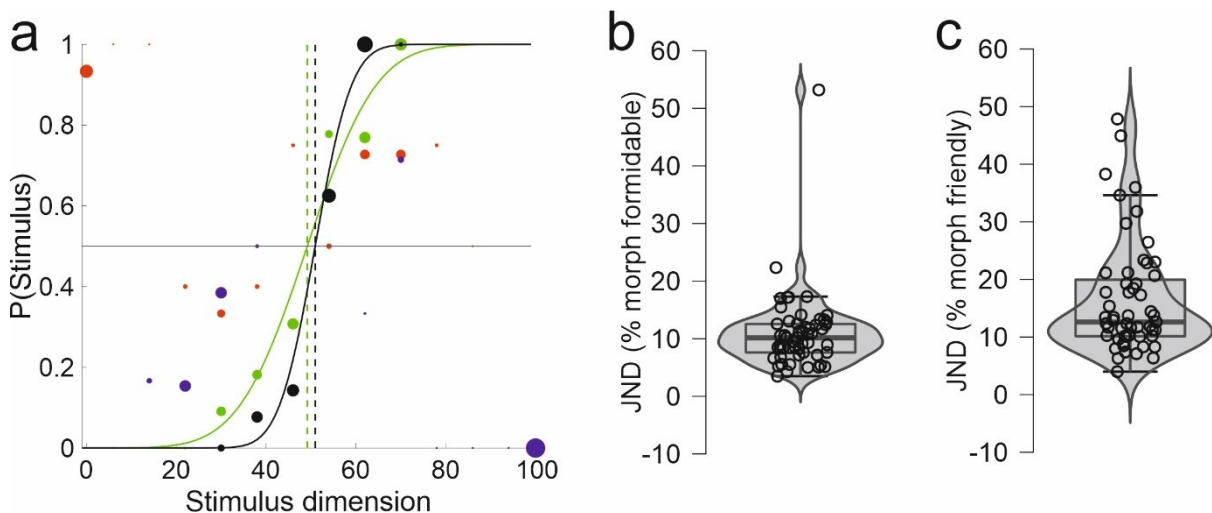 a
P(Stimulus)
1
0.8
0.6
0.4
0.2
0
0 20 40 60 80 100
Stimulus dimension
b
JND (% morph formidable)
60
50
40
30
20
10
0
-10
c
JND (% morph friendly)
60
50
40
30
20
10
0
-10